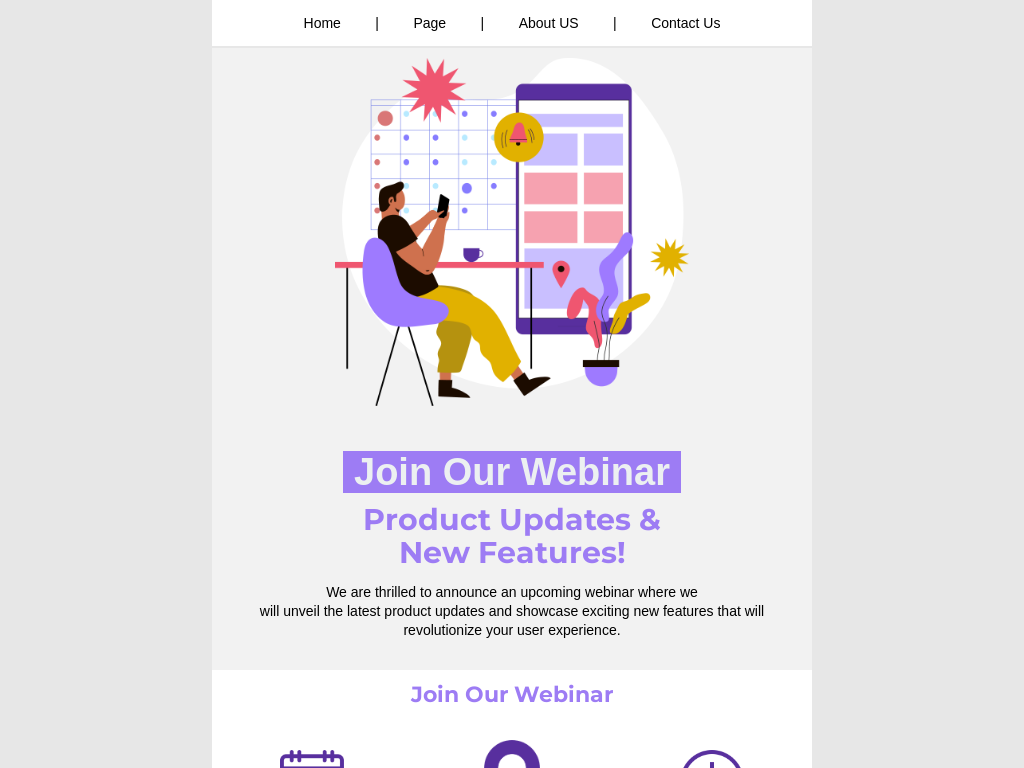 Home | Page | About US | Contact Us
Join Our Webinar
Product Updates &
New Features!
We are thrilled to announce an upcoming webinar where we
will unveil the latest product updates and showcase exciting new features that will
revolutionize your user experience.
Join Our Webinar